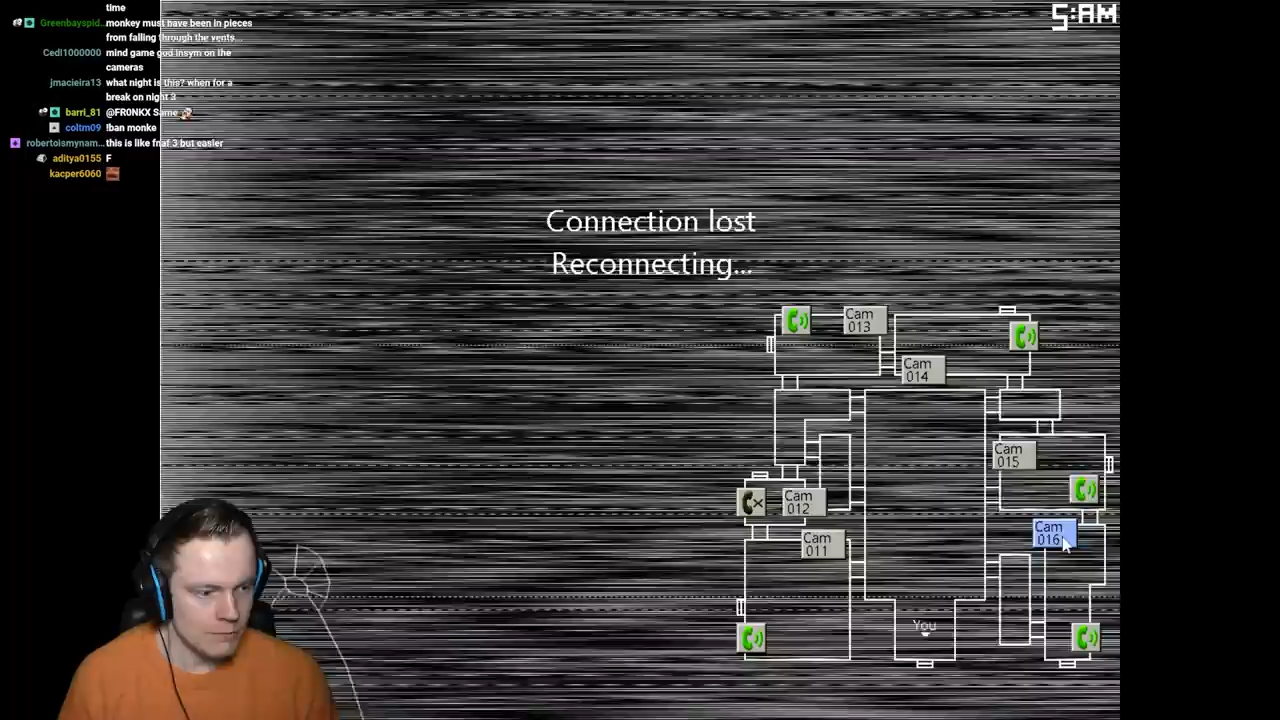 time
Greenbayspid… monkey must have been in pieces
from falling through the vents...
Cedl1000000 mind game god insym on the
cameras
jmacieira13 what night is this? when for a
break on night 3
barri_81 @FR0NKX Same
coltm09 !ban monke
robertoismynam… this is like fnaf 3 but easier
aditya0155 F
kacper6060
5:AM
Connection lost
Reconnecting...
Cam
013
Cam
014
Cam
015
Cam
012
Cam
016
Cam
011
You